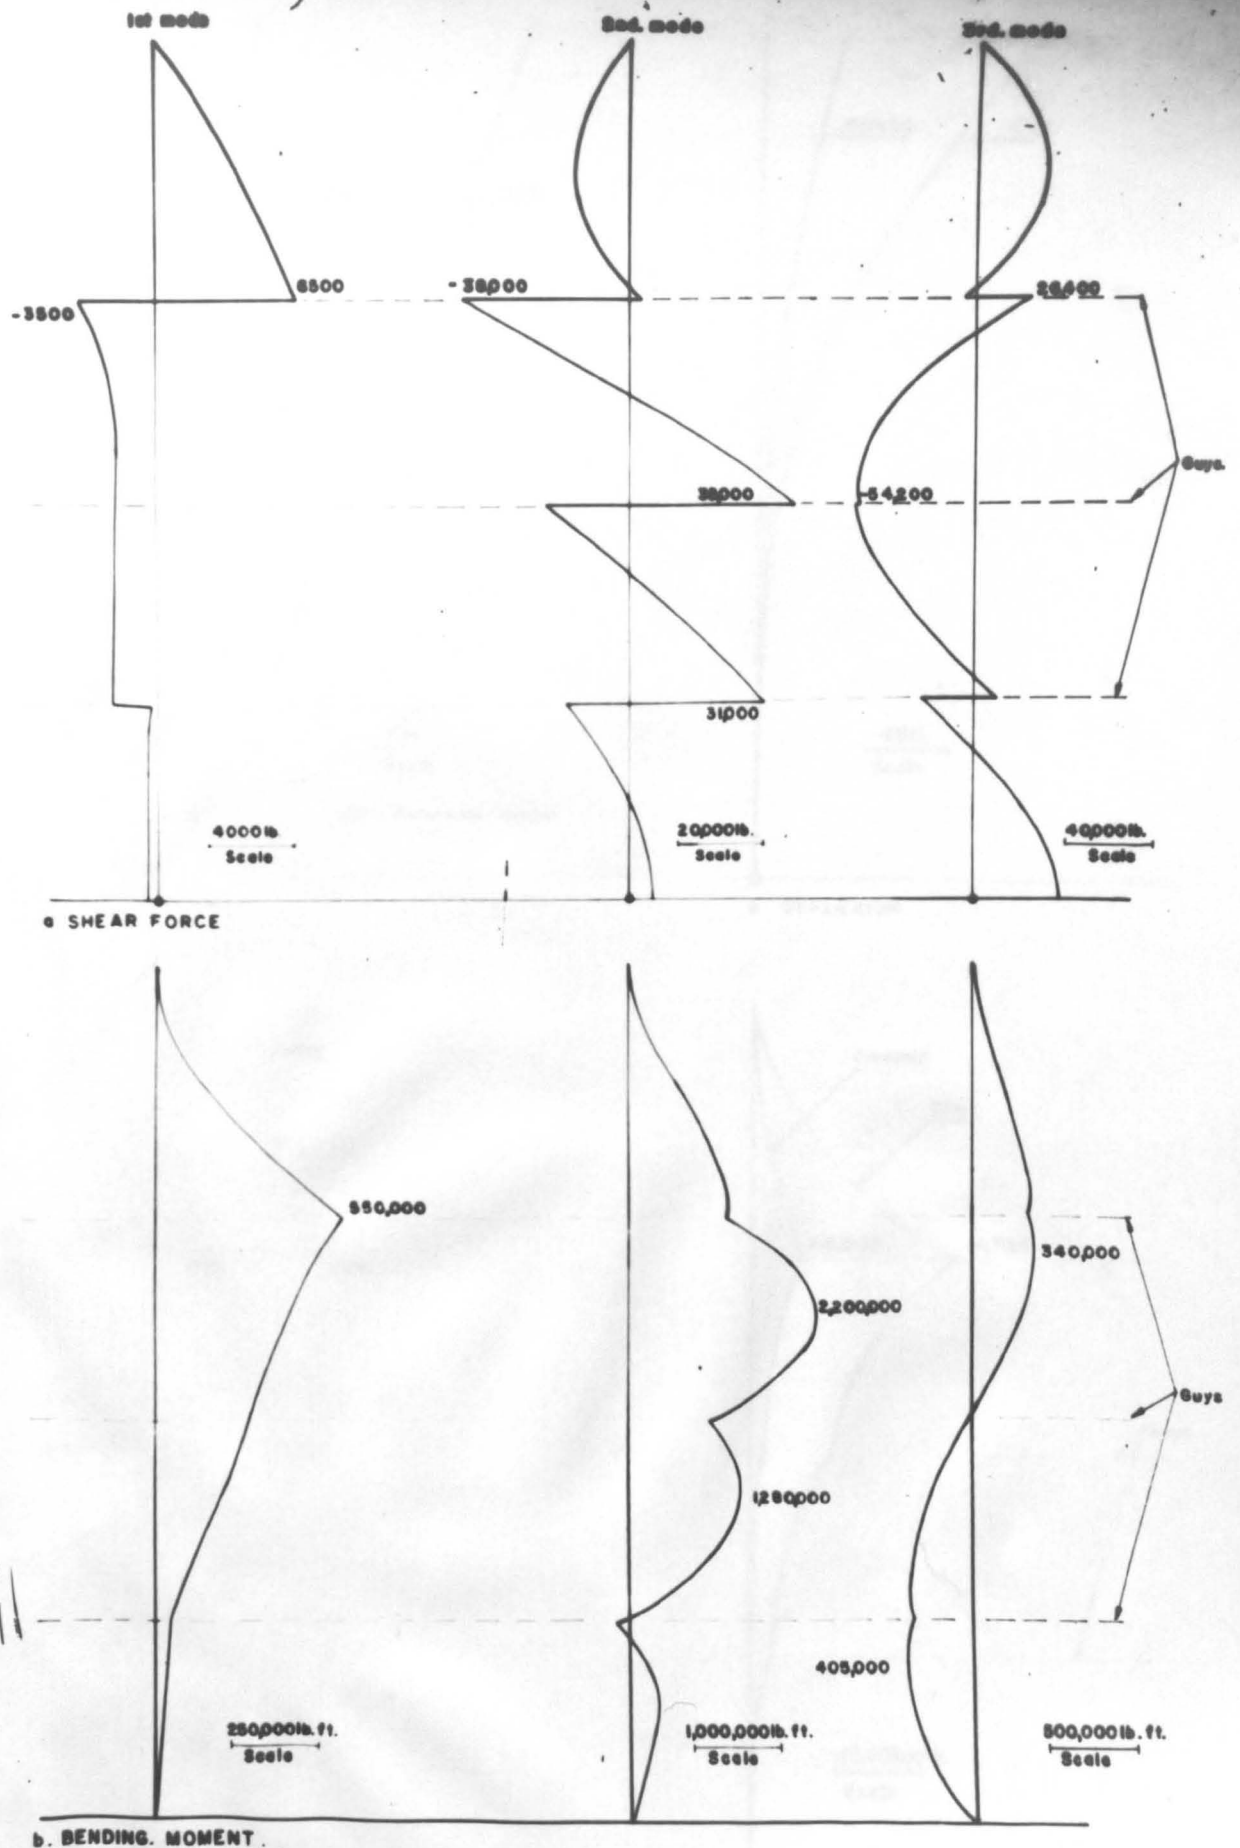 1st mode
2nd. mode
3rd. mode
6500
- 38,000
26,400
-3500
Guys.
38,000
-54,200
31,000
4000lb.
Scale
20,000lb.
Scale
40,000lb.
Scale
a SHEAR FORCE
550,000
340,000
2,200,000
Guys
1,280,000
405,000
250,000lb.ft.
Scale
1,000,000lb.ft.
Scale
500,000lb.ft.
Scale
b. BENDING. MOMENT.